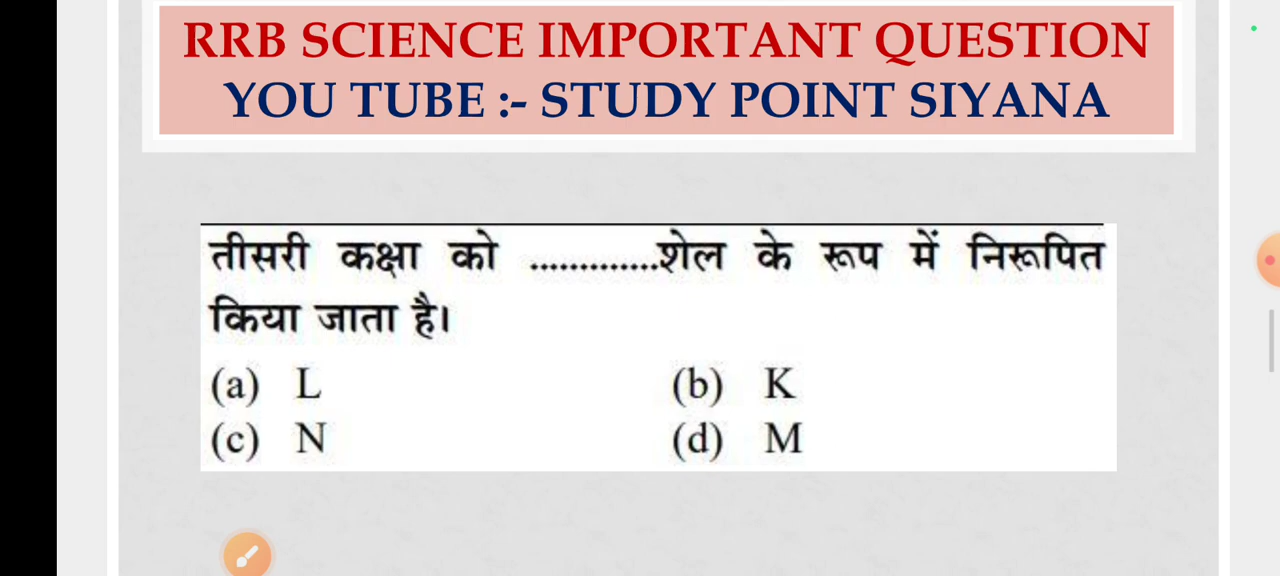 RRB SCIENCE IMPORTANT QUESTION
YOU TUBE :- STUDY POINT SIYANA
तीसरी कक्षा को .............शेल के रूप में निरूपित
किया जाता है।
(a) L (b) K
(c) N (d) M